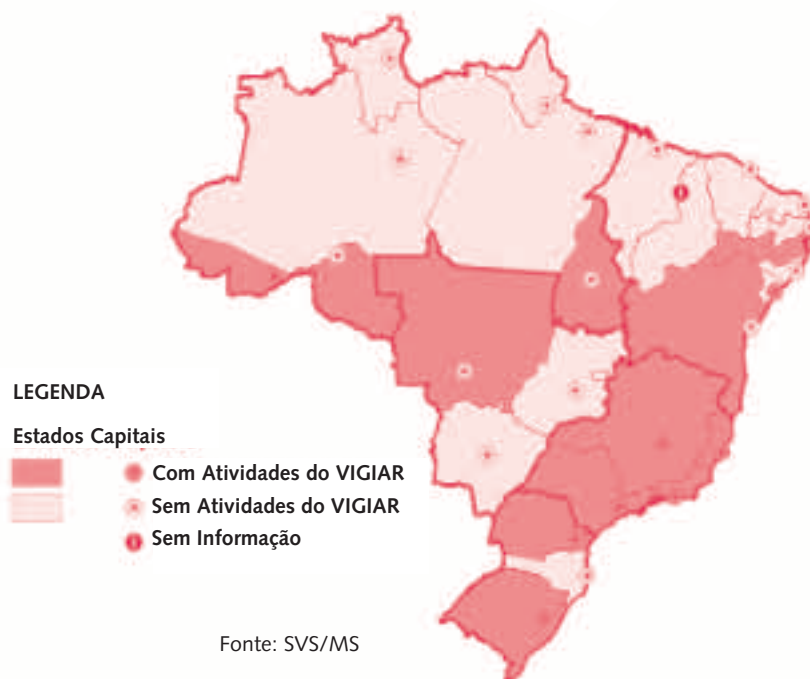 LEGENDA
Estados Capitais
Com Atividades do VIGIAR
Sem Atividades do VIGIAR
Sem Informação
Fonte: SVS/MS